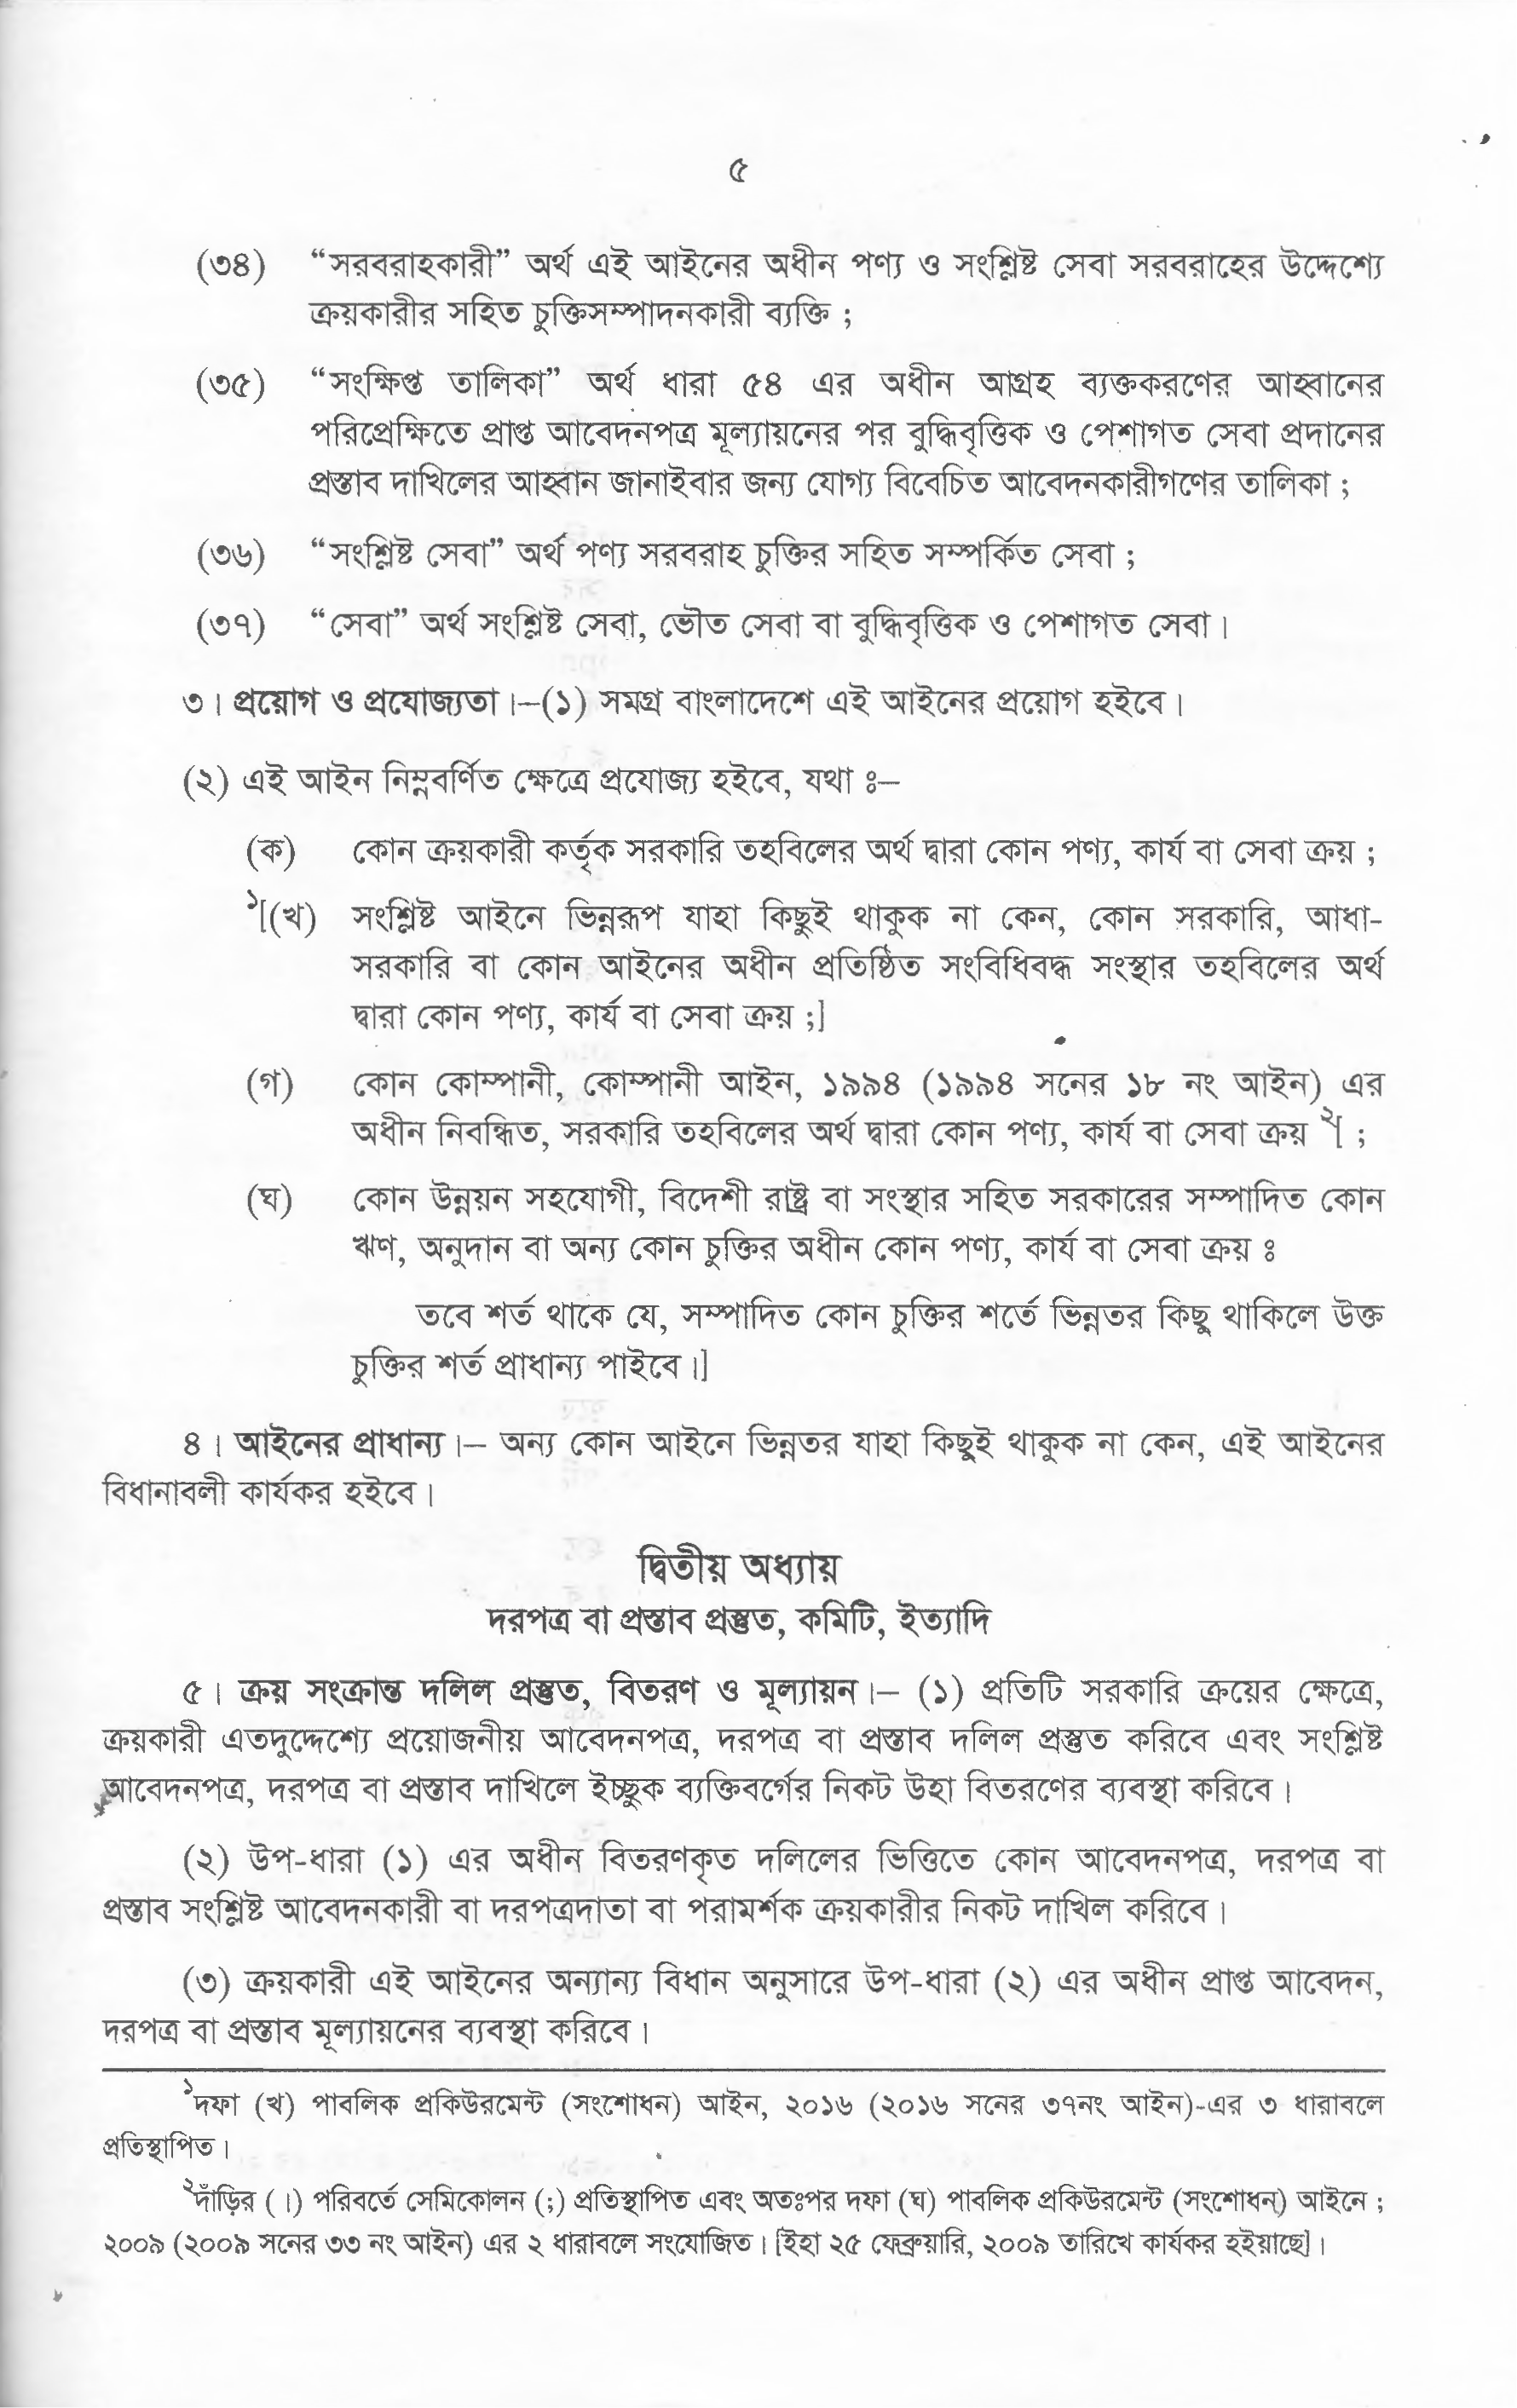 ৫
(৩৪) “সরবরাহকারী” অর্থ এই আইনের অধীন পণ্য ও সংশ্লিষ্ট সেবা সরবরাহের উদ্দেশ্যে
ক্রয়কারীর সহিত চুক্তিসম্পাদনকারী ব্যক্তি ;
(৩৫) “সংক্ষিপ্ত তালিকা” অর্থ ধারা ৫৪ এর অধীন আগ্রহ ব্যক্তকরণের আহ্বানের
পরিপ্রেক্ষিতে প্রাপ্ত আবেদনপত্র মূল্যায়নের পর বুদ্ধিবৃত্তিক ও পেশাগত সেবা প্রদানের
প্রস্তাব দাখিলের আহ্বান জানাইবার জন্য যোগ্য বিবেচিত আবেদনকারীগণের তালিকা ;
(৩৬) “সংশ্লিষ্ট সেবা” অর্থ পণ্য সরবরাহ চুক্তির সহিত সম্পর্কিত সেবা ;
(৩৭) “সেবা” অর্থ সংশ্লিষ্ট সেবা, ভৌত সেবা বা বুদ্ধিবৃত্তিক ও পেশাগত সেবা।
৩। প্রয়োগ ও প্রযোজ্যতা।–(১) সমগ্র বাংলাদেশে এই আইনের প্রয়োগ হইবে।
(২) এই আইন নিম্নবর্ণিত ক্ষেত্রে প্রযোজ্য হইবে, যথা ঃ–
(ক) কোন ক্রয়কারী কর্তৃক সরকারি তহবিলের অর্থ দ্বারা কোন পণ্য, কার্য বা সেবা ক্রয় ;
১[(খ) সংশ্লিষ্ট আইনে ভিন্নরূপ যাহা কিছুই থাকুক না কেন, কোন সরকারি, আধা-
সরকারি বা কোন আইনের অধীন প্রতিষ্ঠিত সংবিধিবদ্ধ সংস্থার তহবিলের অর্থ
দ্বারা কোন পণ্য, কার্য বা সেবা ক্রয় ;]
(গ) কোন কোম্পানী, কোম্পানী আইন, ১৯৯৪ (১৯৯৪ সনের ১৮ নং আইন) এর
অধীন নিবন্ধিত, সরকারি তহবিলের অর্থ দ্বারা কোন পণ্য, কার্য বা সেবা ক্রয় ২[ ;
(ঘ) কোন উন্নয়ন সহযোগী, বিদেশী রাষ্ট্র বা সংস্থার সহিত সরকারের সম্পাদিত কোন
ঋণ, অনুদান বা অন্য কোন চুক্তির অধীন কোন পণ্য, কার্য বা সেবা ক্রয় ঃ
তবে শর্ত থাকে যে, সম্পাদিত কোন চুক্তির শর্তে ভিন্নতর কিছু থাকিলে উক্ত
চুক্তির শর্ত প্রাধান্য পাইবে।]
৪। আইনের প্রাধান্য।– অন্য কোন আইনে ভিন্নতর যাহা কিছুই থাকুক না কেন, এই আইনের
বিধানাবলী কার্যকর হইবে।
দ্বিতীয় অধ্যায়
দরপত্র বা প্রস্তাব প্রস্তুত, কমিটি, ইত্যাদি
৫। ক্রয় সংক্রান্ত দলিল প্রস্তুত, বিতরণ ও মূল্যায়ন।– (১) প্রতিটি সরকারি ক্রয়ের ক্ষেত্রে,
ক্রয়কারী এতদুদ্দেশ্যে প্রয়োজনীয় আবেদনপত্র, দরপত্র বা প্রস্তাব দলিল প্রস্তুত করিবে এবং সংশ্লিষ্ট
আবেদনপত্র, দরপত্র বা প্রস্তাব দাখিলে ইচ্ছুক ব্যক্তিবর্গের নিকট উহা বিতরণের ব্যবস্থা করিবে।
(২) উপ-ধারা (১) এর অধীন বিতরণকৃত দলিলের ভিত্তিতে কোন আবেদনপত্র, দরপত্র বা
প্রস্তাব সংশ্লিষ্ট আবেদনকারী বা দরপত্রদাতা বা পরামর্শক ক্রয়কারীর নিকট দাখিল করিবে।
(৩) ক্রয়কারী এই আইনের অন্যান্য বিধান অনুসারে উপ-ধারা (২) এর অধীন প্রাপ্ত আবেদন,
দরপত্র বা প্রস্তাব মূল্যায়নের ব্যবস্থা করিবে।
১দফা (খ) পাবলিক প্রকিউরমেন্ট (সংশোধন) আইন, ২০১৬ (২০১৬ সনের ৩৭নং আইন)-এর ৩ ধারাবলে
প্রতিস্থাপিত।
২দাঁড়ির (।) পরিবর্তে সেমিকোলন (;) প্রতিস্থাপিত এবং অতঃপর দফা (ঘ) পাবলিক প্রকিউরমেন্ট (সংশোধন) আইনে ;
২০০৯ (২০০৯ সনের ৩৩ নং আইন) এর ২ ধারাবলে সংযোজিত। [ইহা ২৫ ফেব্রুয়ারি, ২০০৯ তারিখে কার্যকর হইয়াছে]।